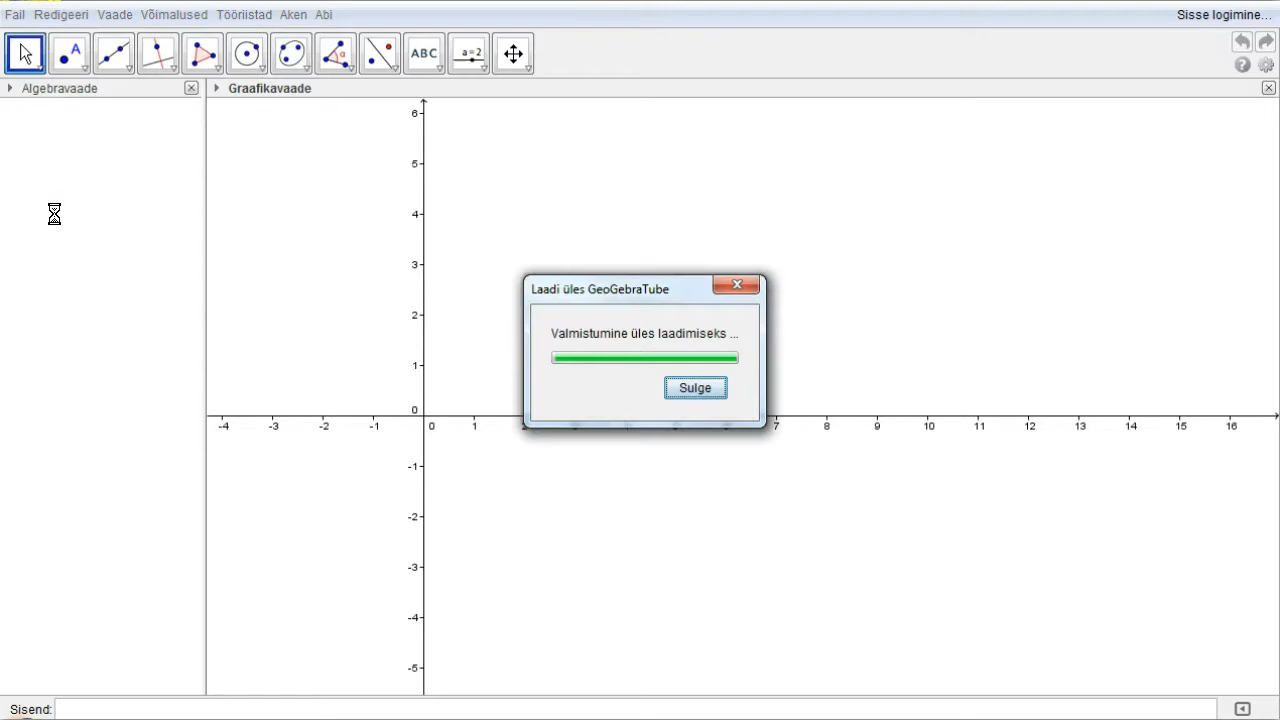 Fail Redigeeri Vaade Võimalused Tööriistad Aken Abi Sisse logimine...
A ABC a=2
Algebravaade Graafikavaade
6
5
4
3
2
1
0
-4 -3 -2 -1 0 1 7 8 9 10 11 12 13 14 15 16
-1
-2
-3
-4
-5
Laadi üles GeoGebraTube
Valmistumine üles laadimiseks ...
Sulge
Sisend: